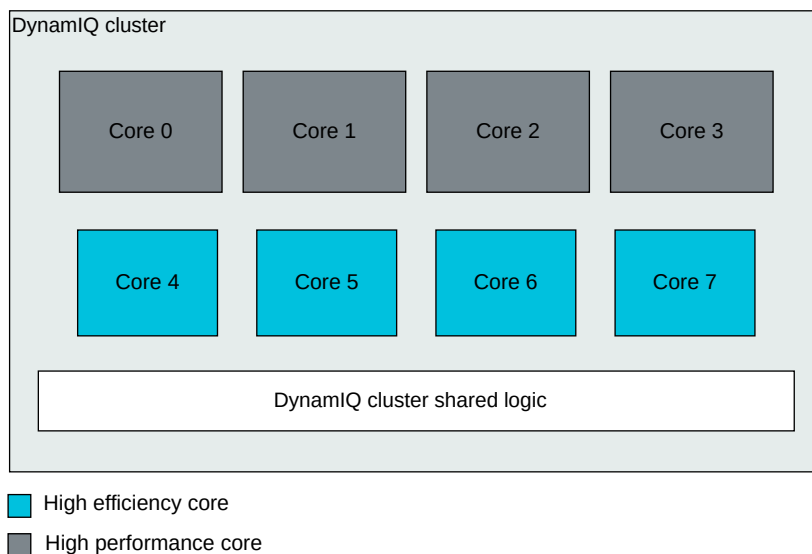 DynamIQ cluster
Core 0
Core 1
Core 2
Core 3
Core 4
Core 5
Core 6
Core 7
DynamIQ cluster shared logic
High efficiency core
High performance core